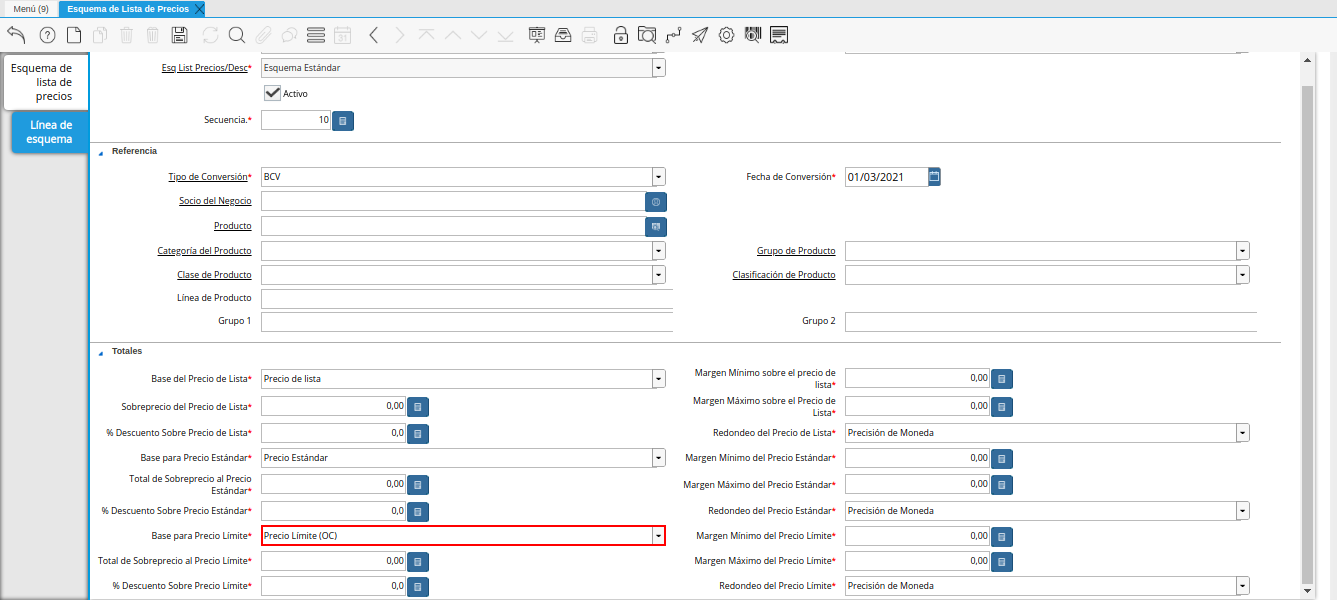 Menú (9)
Esquema de Lista de Precios
31
Esquema de
lista de
precios
Línea de
esquema
Esq List Precios/Desc* Esquema Estándar
Activo
Secuencia.* 10
Referencia
Tipo de Conversión* BCV Fecha de Conversión* 01/03/2021
Socio del Negocio
Producto
Categoría del Producto Grupo de Producto
Clase de Producto Clasificación de Producto
Línea de Producto
Grupo 1 Grupo 2
Totales
Base del Precio de Lista* Precio de lista Margen Mínimo sobre el precio de
lista* 0,00
Sobreprecio del Precio de Lista* 0,00 Margen Máximo sobre el Precio de
Lista* 0,00
% Descuento Sobre Precio de Lista* 0,0 Redondeo del Precio de Lista* Precisión de Moneda
Base para Precio Estándar* Precio Estándar Margen Mínimo del Precio Estándar* 0,00
Total de Sobreprecio al Precio
Estándar* 0,00 Margen Máximo del Precio Estándar* 0,00
% Descuento Sobre Precio Estándar* 0,0 Redondeo del Precio Estándar* Precisión de Moneda
Base para Precio Límite* Precio Límite (OC) Margen Mínimo del Precio Límite* 0,00
Total de Sobreprecio al Precio Límite* 0,00 Margen Máximo del Precio Límite* 0,00
% Descuento Sobre Precio Límite* 0,0 Redondeo del Precio Límite* Precisión de Moneda